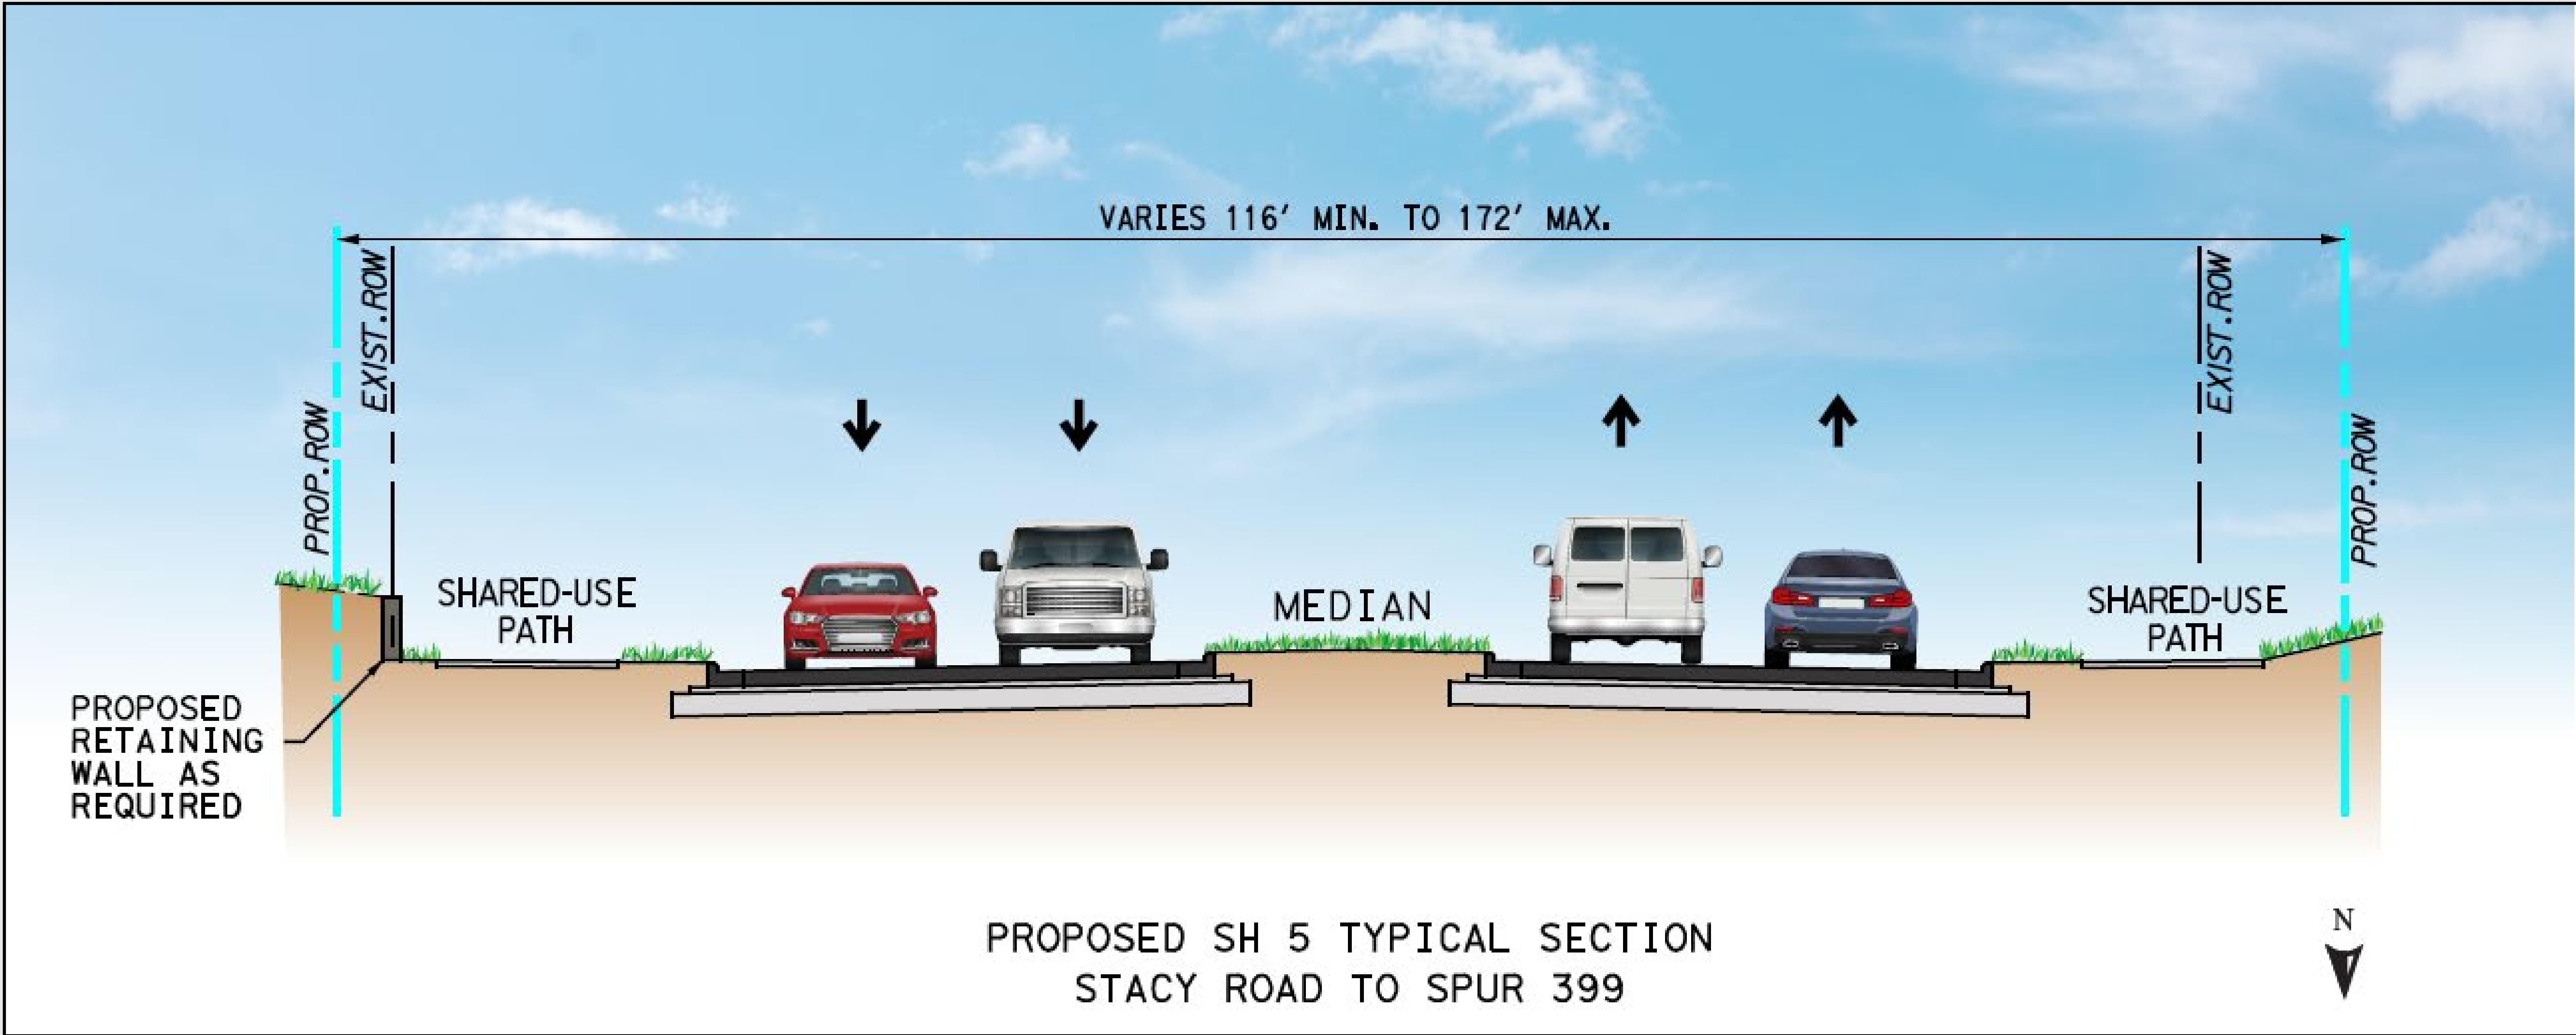 VARIES 116' MIN. TO 172' MAX.
PROP.ROW
EXIST.ROW
EXIST.ROW
PROP.ROW
SHARED-USE
PATH
MEDIAN
SHARED-USE
PATH
PROPOSED
RETAINING
WALL AS
REQUIRED
PROPOSED SH 5 TYPICAL SECTION
STACY ROAD TO SPUR 399
N